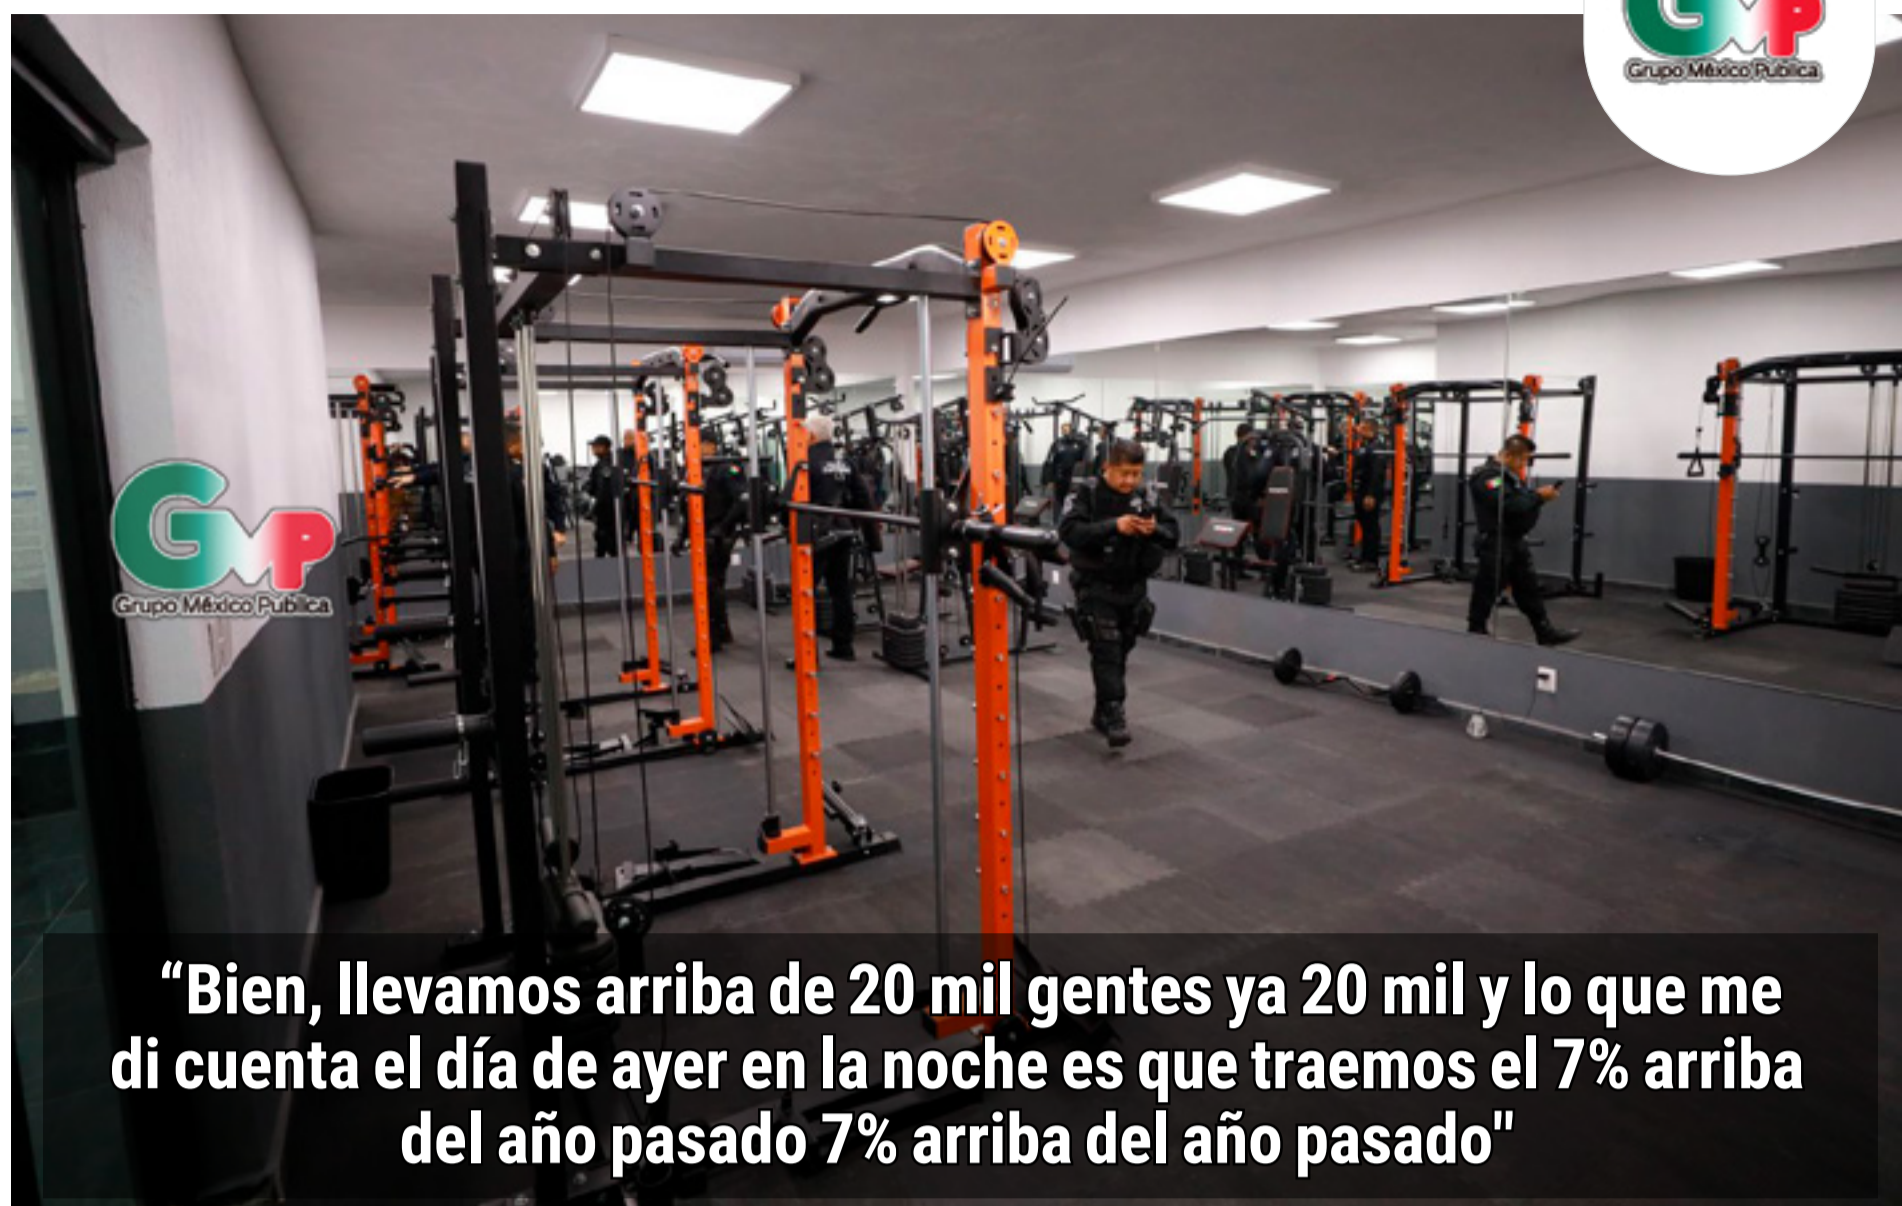 GMP
Grupo México Publica
GMP
Grupo México Publica
“Bien, llevamos arriba de 20 mil gentes ya 20 mil y lo que me
di cuenta el día de ayer en la noche es que traemos el 7% arriba
del año pasado 7% arriba del año pasado"